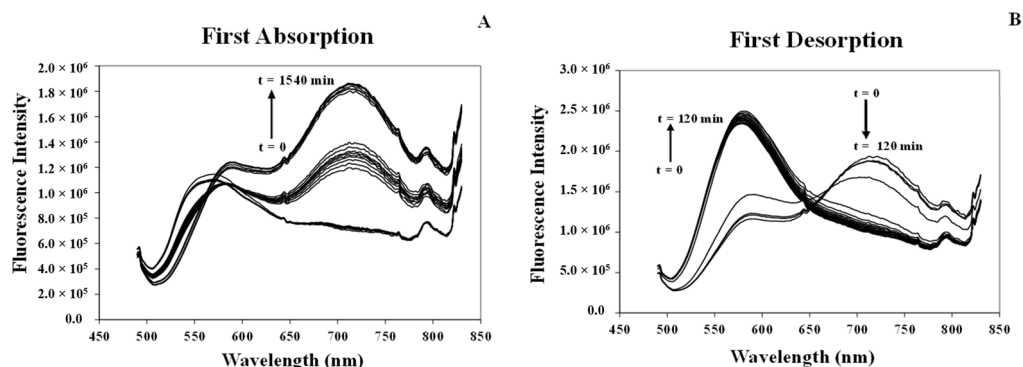 A
First Absorption
Fluorescence Intensity
2.0 × 10⁶
1.8 × 10⁶
1.6 × 10⁶
1.4 × 10⁶
1.2 × 10⁶
1.0 × 10⁶
8.0 × 10⁵
6.0 × 10⁵
4.0 × 10⁵
2.0 × 10⁵
0.0
t = 1540 min
t = 0
450 500 550 600 650 700 750 800 850
Wavelength (nm)
B
First Desorption
Fluorescence Intensity
3.0 × 10⁶
2.5 × 10⁶
2.0 × 10⁶
1.5 × 10⁶
1.0 × 10⁶
5.0 × 10⁵
0.0
t = 120 min
t = 0
t = 0
t = 120 min
450 500 550 600 650 700 750 800 850
Wavelength (nm)